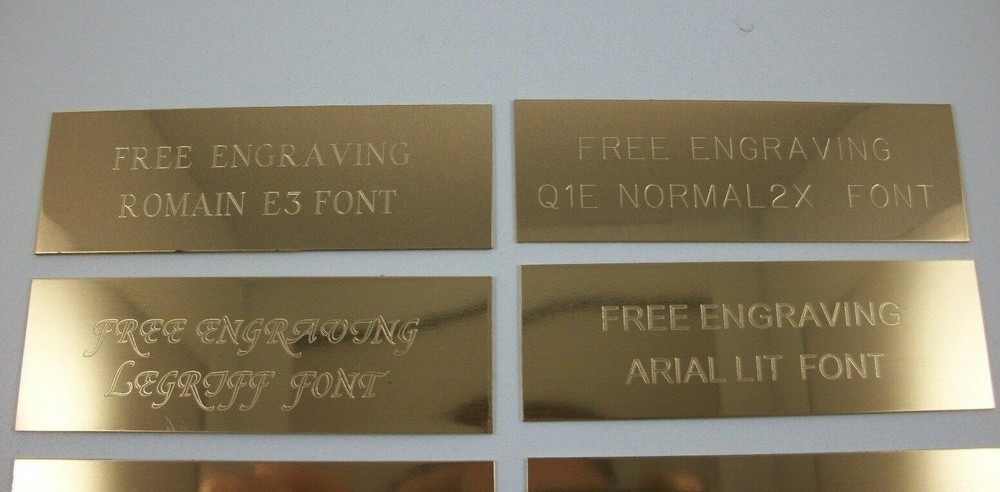 FREE ENGRAVING
ROMAIN E3 FONT
FREE ENGRAVING
Q1E NORMAL2X FONT
FREE ENGRAVING
LEGRIFF FONT
FREE ENGRAVING
ARIAL LIT FONT